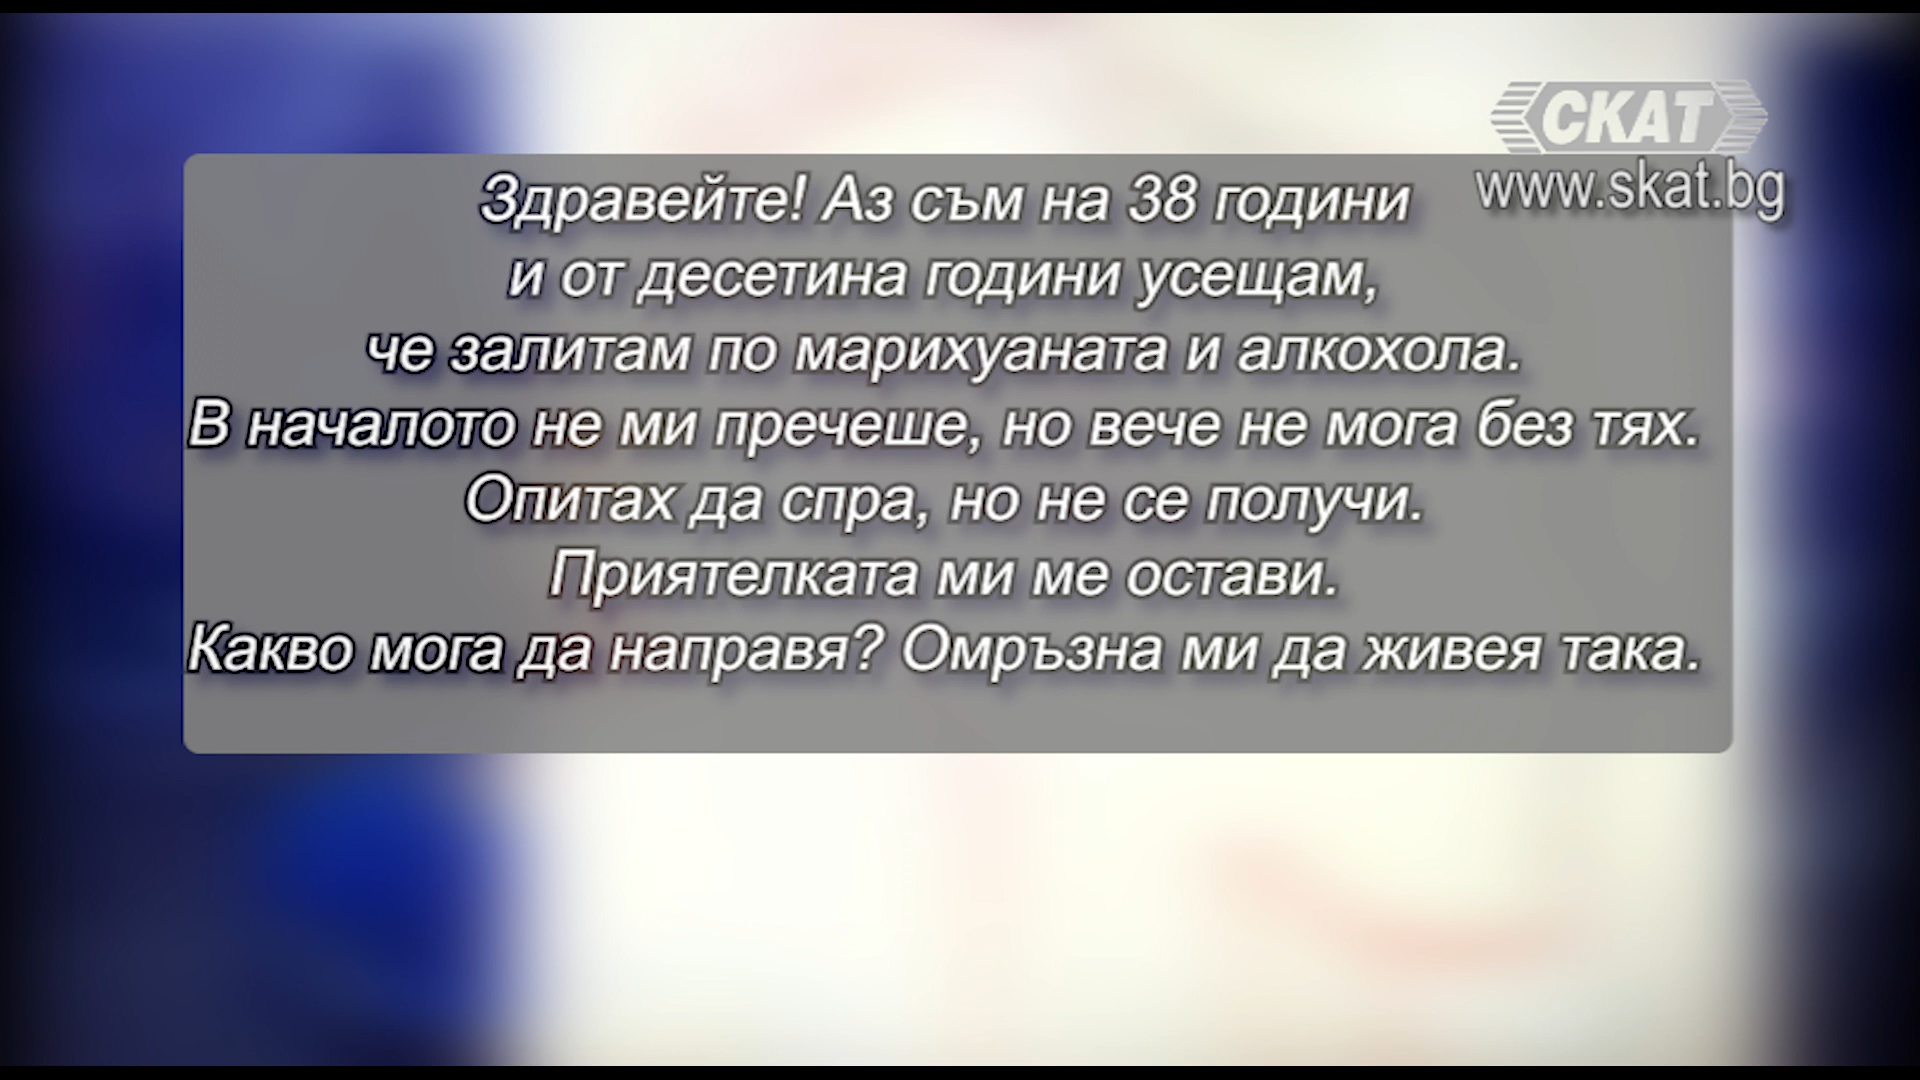 СКАТ
www.skat.bg
Здравейте! Аз съм на 38 години
и от десетина години усещам,
че залитам по марихуаната и алкохола.
В началото не ми пречеше, но вече не мога без тях.
Опитах да спра, но не се получи.
Приятелката ми ме остави.
Какво мога да направя? Омръзна ми да живея така.